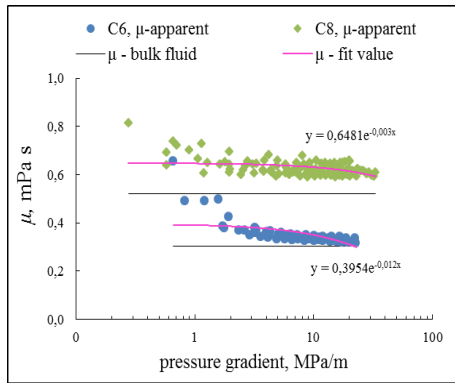 C6, μ-apparent
C8, μ-apparent
μ - bulk fluid
μ - fit value
1,0
0,8
0,6
0,4
0,2
0,0
μ, mPa s
y = 0,6481e-0,003x
y = 0,3954e-0,012x
0
1
10
100
pressure gradient, MPa/m